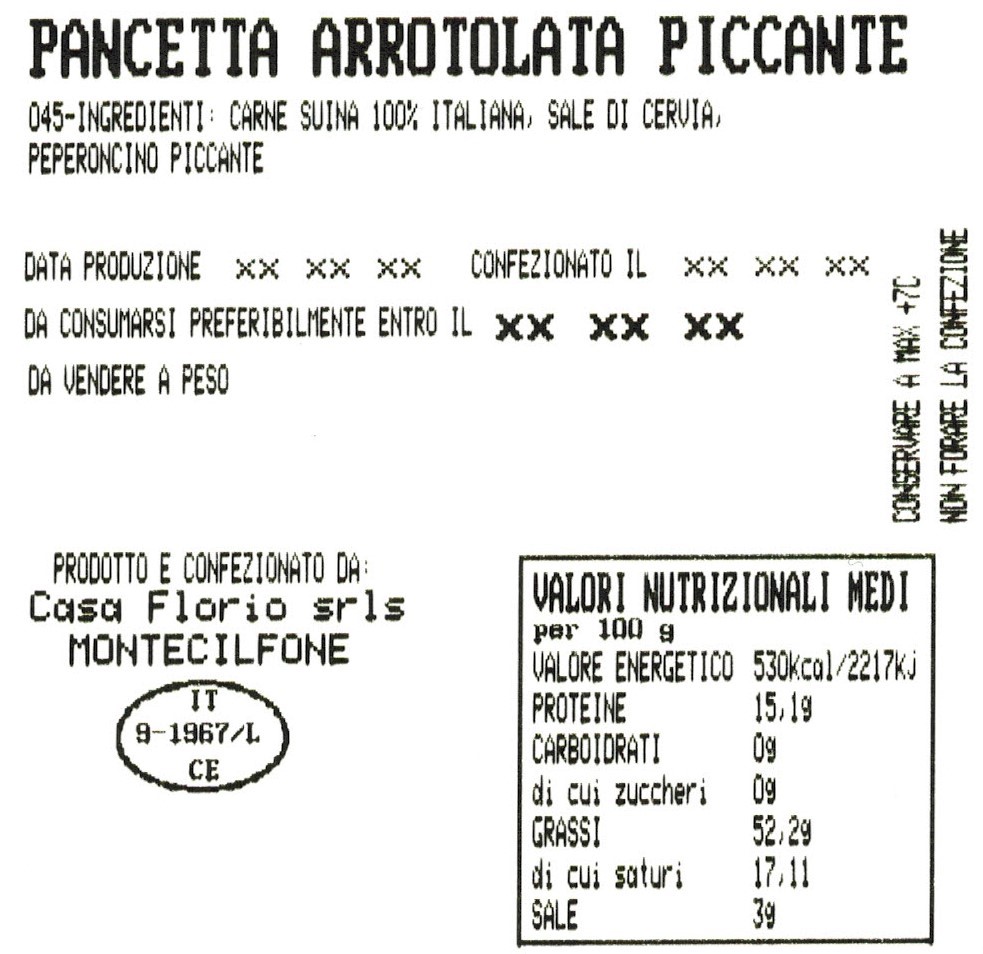 PANCETTA ARROTOLATA PICCANTE
045-INGREDIENTI: CARNE SUINA 100% ITALIANA, SALE DI CERVIA,
PEPERONCINO PICCANTE
DATA PRODUZIONE xx xx xx CONFEZIONATO IL xx xx xx
DA CONSUMARSI PREFERIBILMENTE ENTRO IL xx xx xx
DA VENDERE A PESO
CONSERVARE A MAX +7C
NON FORARE LA CONFEZIONE
PRODOTTO E CONFEZIONATO DA:
Casa Florio srls
MONTECILFONE
IT
9-1967/L
CE
VALORI NUTRIZIONALI MEDI
per 100 g
VALORE ENERGETICO 530Kcal/2217Kj
PROTEINE 15,1g
CARBOIDRATI 0g
di cui zuccheri 0g
GRASSI 52,2g
di cui saturi 17,11
SALE 3g